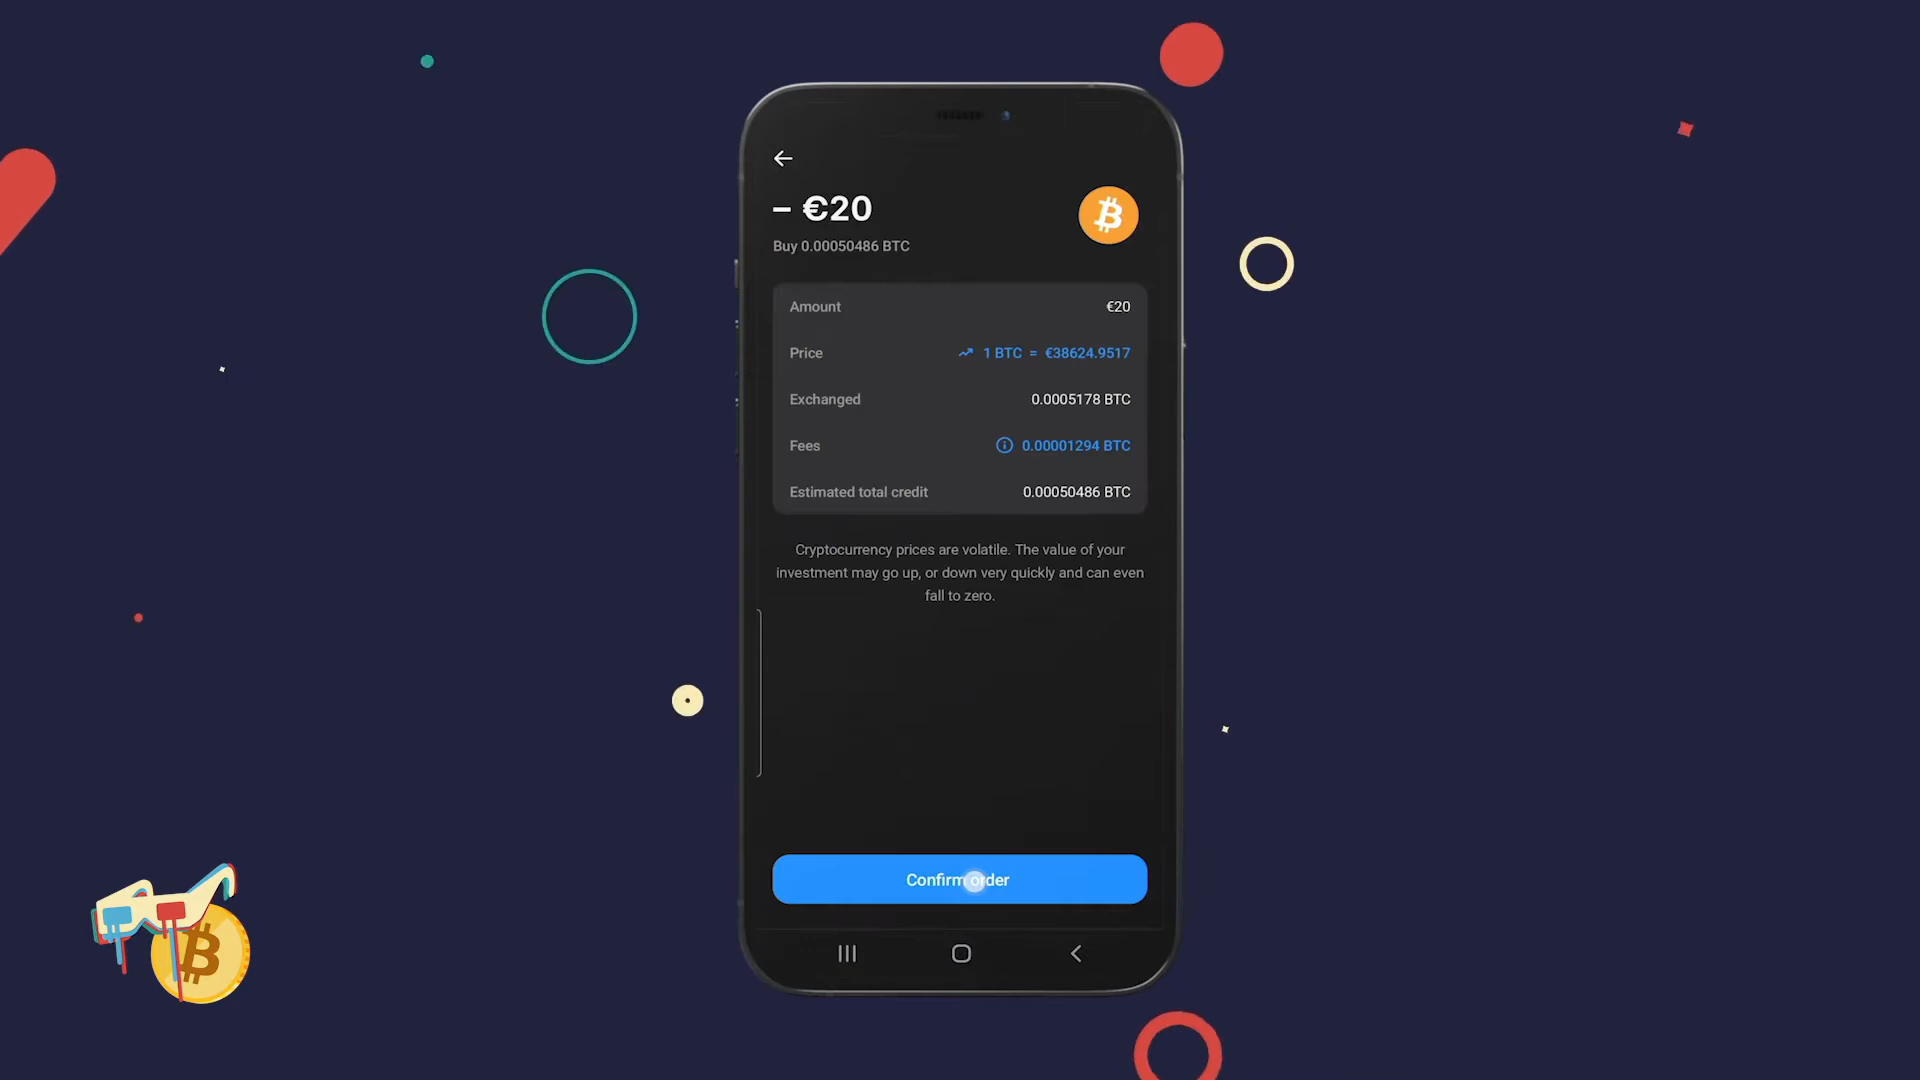 – €20
Buy 0.00050486 BTC
Amount €20
Price 1 BTC = €38624.9517
Exchanged 0.0005178 BTC
Fees 0.00001294 BTC
Estimated total credit 0.00050486 BTC
Cryptocurrency prices are volatile. The value of your
investment may go up, or down very quickly and can even
fall to zero.
Confirm order